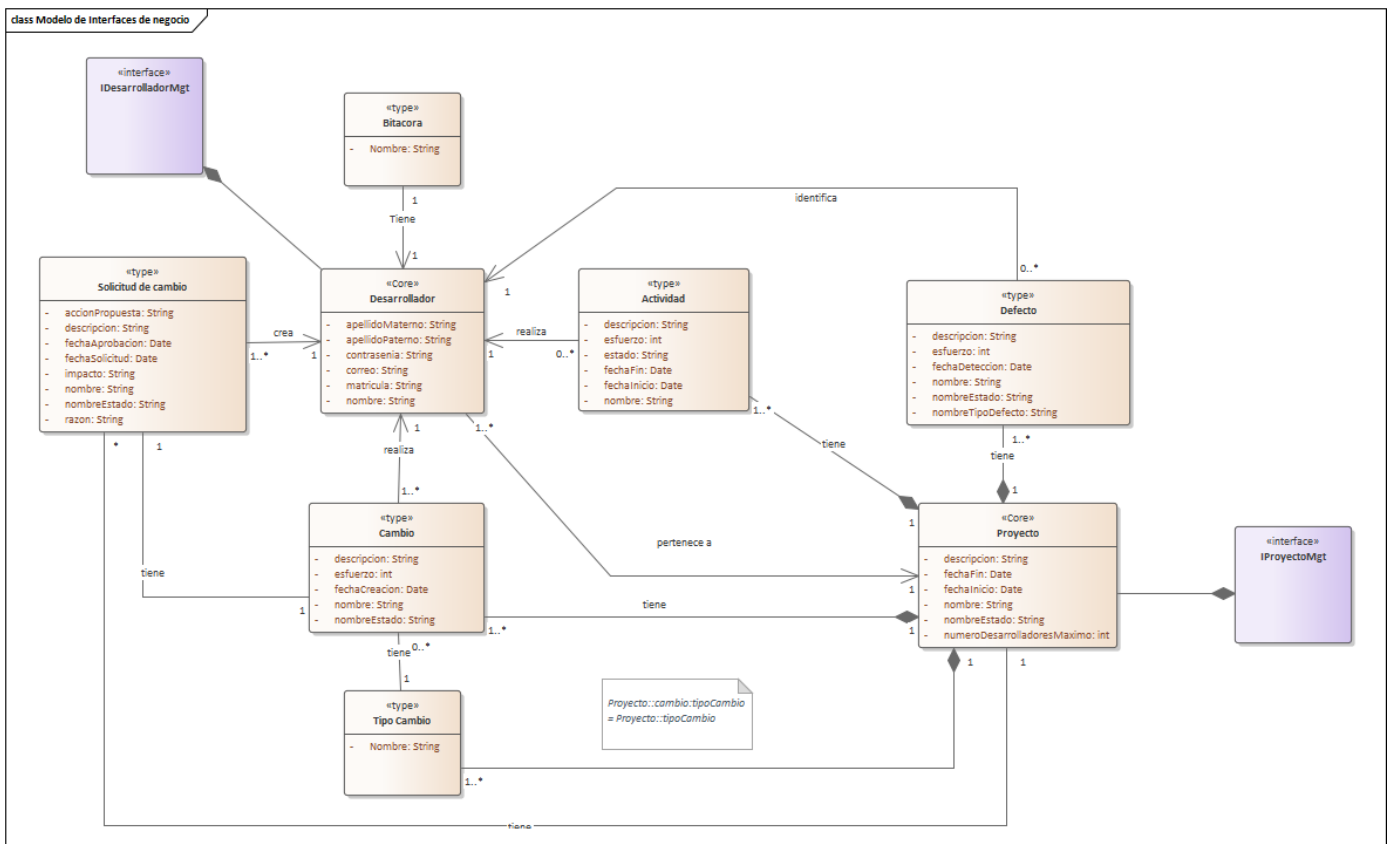 class Modelo de Interfaces de negocio
«interface»
IDesarrolladorMgt
«type»
Bitacora
- Nombre: String
1
Tiene
1
identifica
0..*
1
«type»
Solicitud de cambio
- accionPropuesta: String
- descripcion: String
- fechaAprobacion: Date
- fechaSolicitud: Date
- impacto: String
- nombre: String
- nombreEstado: String
- razon: String
crea
1..*
1
«Core»
Desarrollador
- apellidoMaterno: String
- apellidoPaterno: String
- contrasenia: String
- correo: String
- matricula: String
- nombre: String
realiza
1
0..*
«type»
Actividad
- descripcion: String
- esfuerzo: int
- estado: String
- fechaFin: Date
- fechaInicio: Date
- nombre: String
«type»
Defecto
- descripcion: String
- esfuerzo: int
- fechaDeteccion: Date
- nombre: String
- nombreEstado: String
- nombreTipoDefecto: String
1..*
tiene
1
1..*
tiene
1
*
1
1
realiza
1..*
1..*
pertenece a
1
«type»
Cambio
- descripcion: String
- esfuerzo: int
- fechaCreacion: Date
- nombre: String
- nombreEstado: String
tiene
1
tiene
1..*
1
«Core»
Proyecto
- descripcion: String
- fechaFin: Date
- fechaInicio: Date
- nombre: String
- nombreEstado: String
- numeroDesarrolladoresMaximo: int
«interface»
IProyectoMgt
0..*
tiene
1
1
1
«type»
Tipo Cambio
- Nombre: String
1..*
Proyecto::cambio:tipoCambio
= Proyecto::tipoCambio
tiene